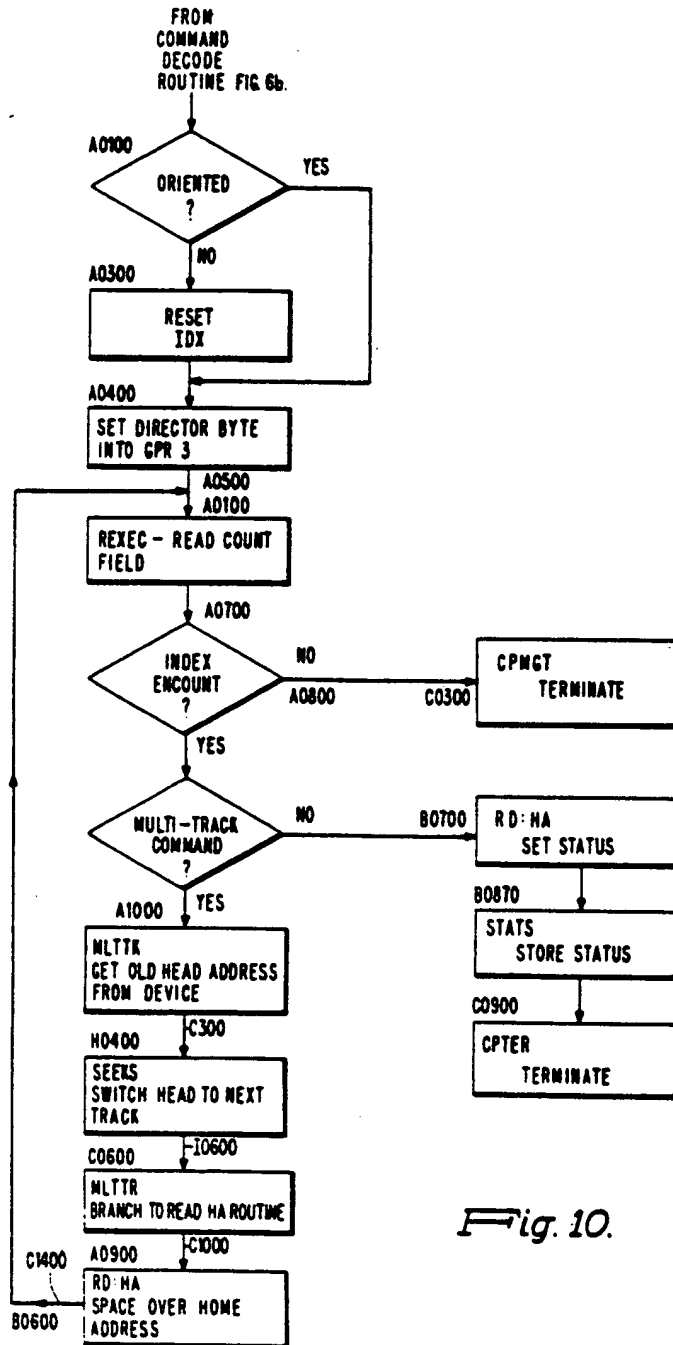 FROM
COMMAND
DECODE
ROUTINE FIG. 6b.
A0100
ORIENTED
?
YES
NO
A0300
RESET
IDX
A0400
SET DIRECTOR BYTE
INTO GPR 3
A0500
A0100
REXEC - READ COUNT
FIELD
A0700
INDEX
ENCOUNT
?
NO
A0800
C0300
CPMGT
TERMINATE
YES
MULTI-TRACK
COMMAND
?
NO
B0700
RD:HA
SET STATUS
YES
A1000
B0870
MLTTK
GET OLD HEAD ADDRESS
FROM DEVICE
STATS
STORE STATUS
C300
H0400
C0900
SEEKS
SWITCH HEAD TO NEXT
TRACK
CPTER
TERMINATE
I0600
C0600
MLTTR
BRANCH TO READ HA ROUTINE
C1000
A0900
C1400
RD:HA
SPACE OVER HOME
ADDRESS
B0600
Fig. 10.